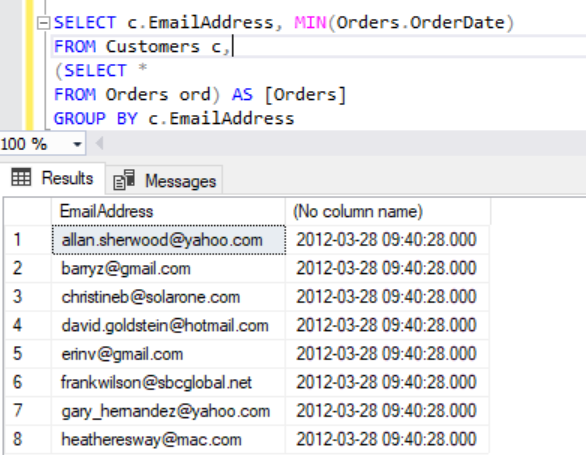 SELECT c.EmailAddress, MIN(Orders.OrderDate)
FROM Customers c,
(SELECT *
FROM Orders ord) AS [Orders]
GROUP BY c.EmailAddress
100 %
Results Messages
EmailAddress (No column name)
1 allan.sherwood@yahoo.com 2012-03-28 09:40:28.000
2 barryz@gmail.com 2012-03-28 09:40:28.000
3 christineb@solarone.com 2012-03-28 09:40:28.000
4 david.goldstein@hotmail.com 2012-03-28 09:40:28.000
5 erinv@gmail.com 2012-03-28 09:40:28.000
6 frankwilson@sbcglobal.net 2012-03-28 09:40:28.000
7 gary_hernandez@yahoo.com 2012-03-28 09:40:28.000
8 heatheresway@mac.com 2012-03-28 09:40:28.000